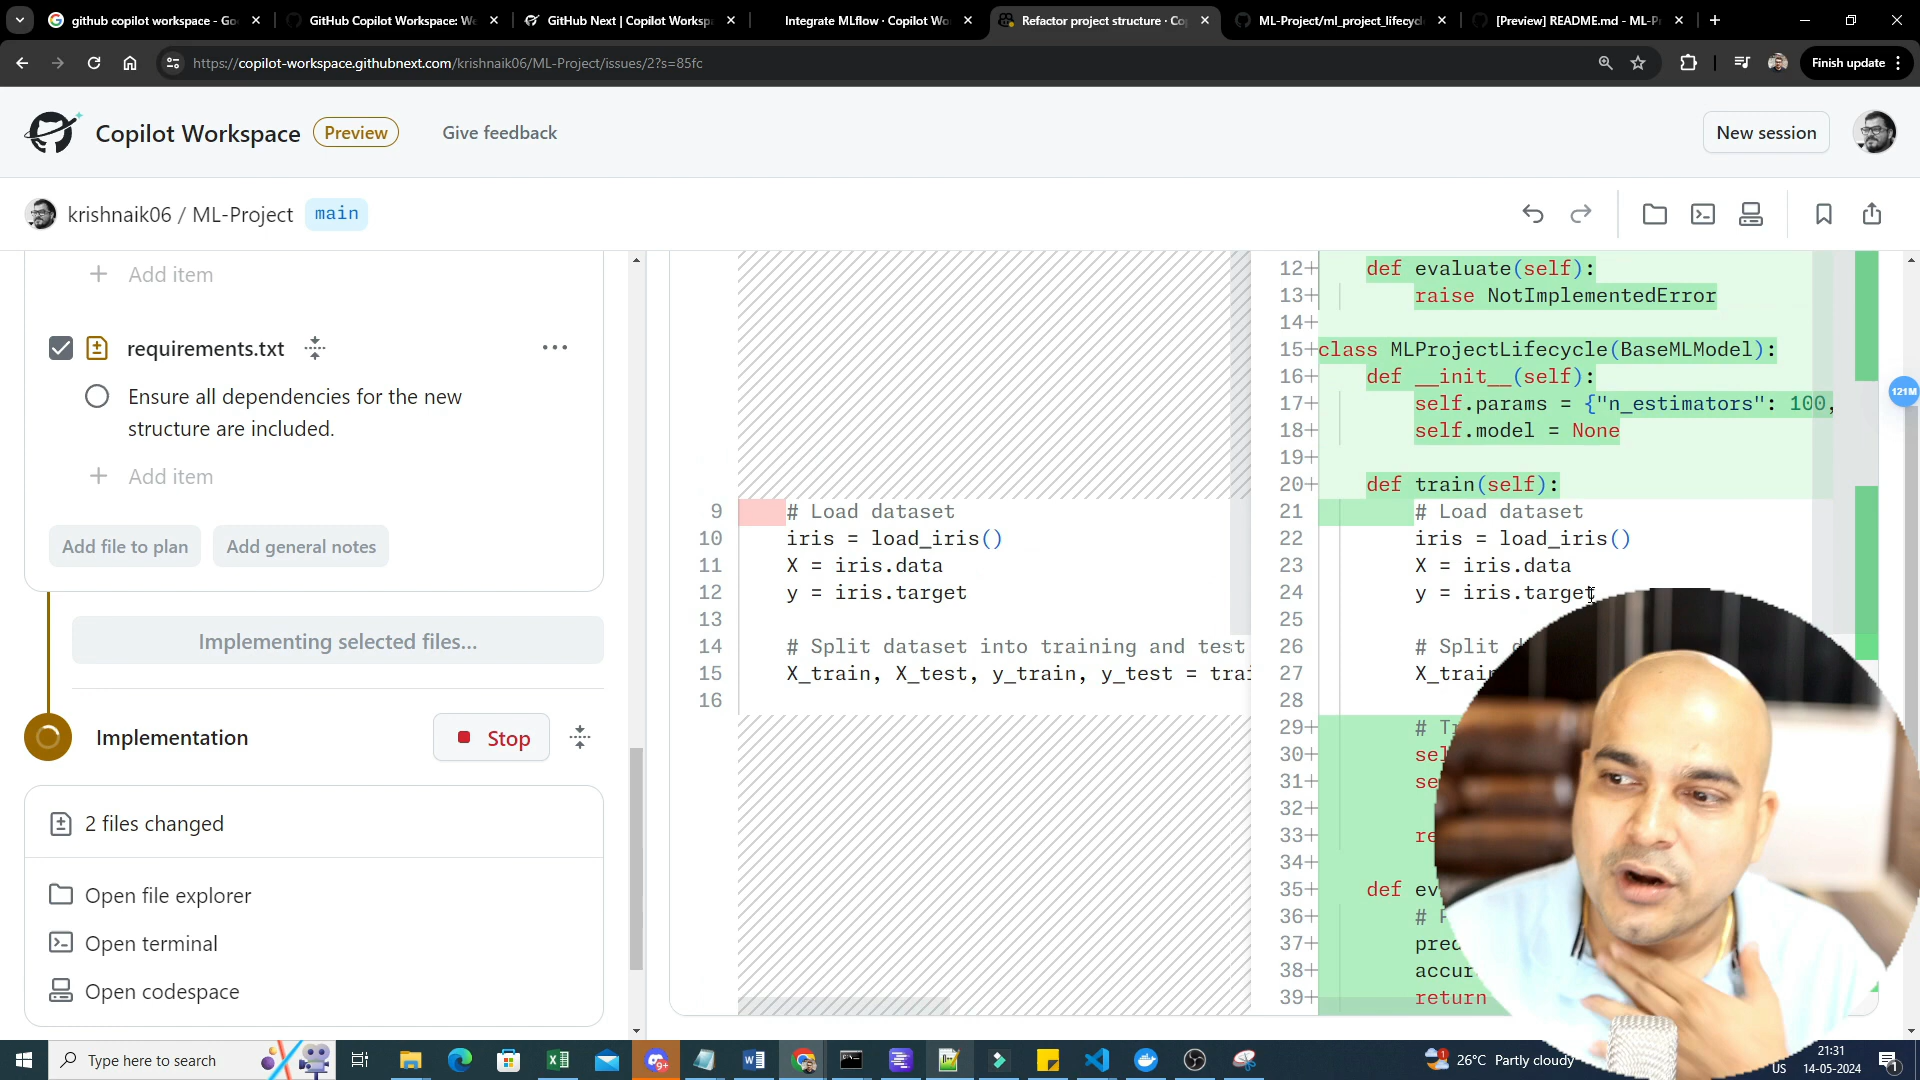 github copilot workspace - Go
GitHub Copilot Workspace: We
GitHub Next | Copilot Worksp
Integrate MLflow · Copilot Wo
Refactor project structure · Co
ML-Project/ml_project_lifecycl
[Preview] README.md - ML-P
https://copilot-workspace.githubnext.com/krishnaik06/ML-Project/issues/2?s=85fc
Finish update
Copilot Workspace
Preview
Give feedback
New session
krishnaik06 / ML-Project
main
Add item
requirements.txt
Ensure all dependencies for the new
structure are included.
Add item
Add file to plan
Add general notes
Implementing selected files...
Implementation
Stop
2 files changed
Open file explorer
Open terminal
Open codespace
9 # Load dataset
10 iris = load_iris()
11 X = iris.data
12 y = iris.target
13
14 # Split dataset into training and test
15 X_train, X_test, y_train, y_test = trai
16
12+ def evaluate(self):
13+ raise NotImplementedError
14+
15+ class MLProjectLifecycle(BaseMLModel):
16+ def __init__(self):
17+ self.params = {"n_estimators": 100,
18+ self.model = None
19+
20+ def train(self):
21 # Load dataset
22 iris = load_iris()
23 X = iris.data
24 y = iris.target
25
26 # Split
27 X_train
28
29+ #
30+
31+
32+
33+
34+
35+ def
36+ #
37+
38+
39+ return
121M
Type here to search
9+
26°C Partly cloudy
US
21:31
14-05-2024
1